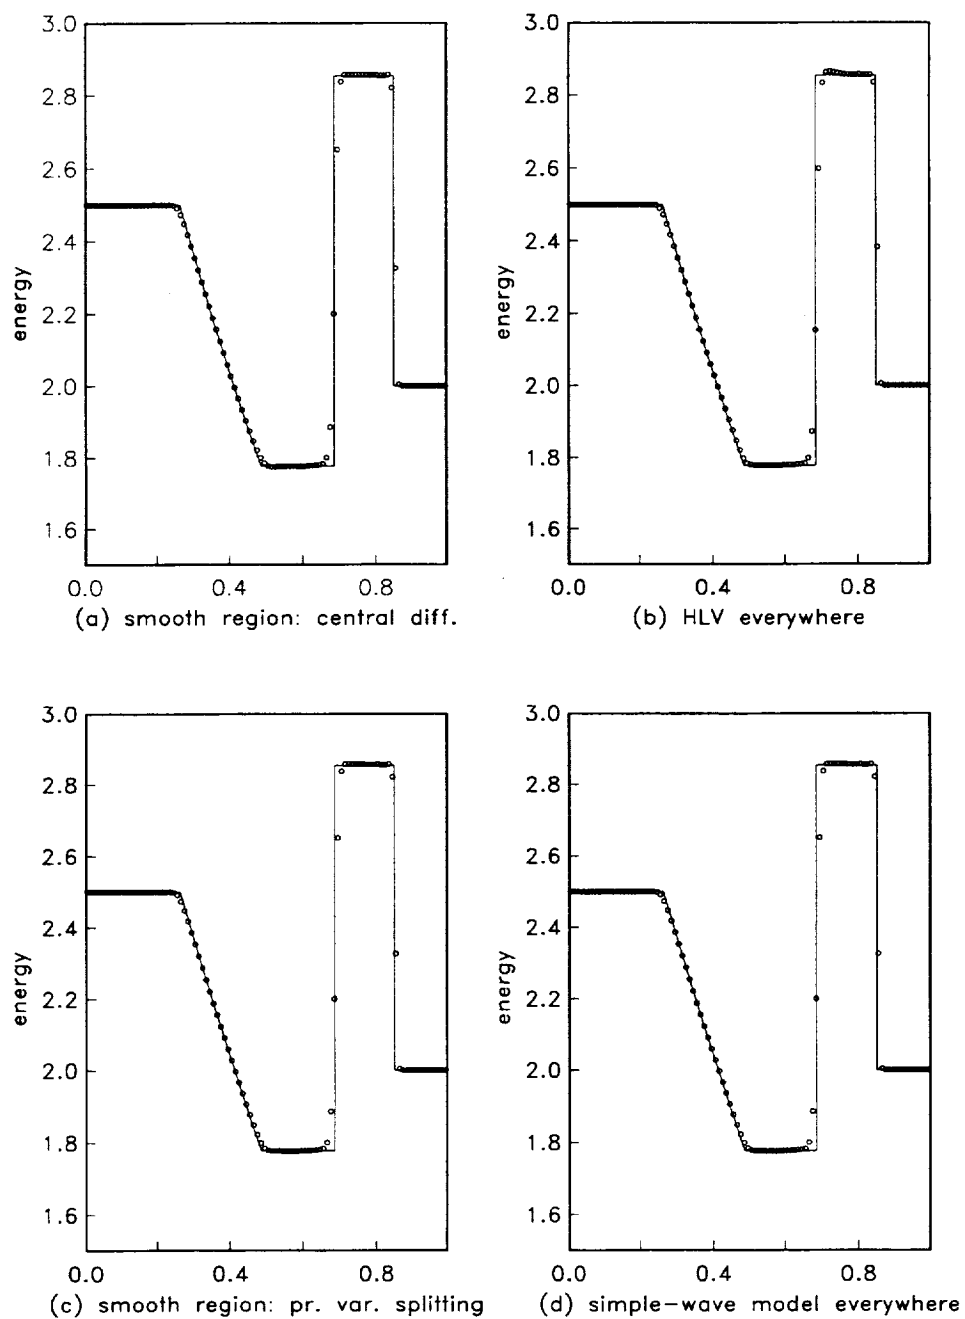 3.0
2.8
2.6
2.4
2.2
2.0
1.8
1.6
energy
0.0 0.4 0.8
(a) smooth region: central diff.
3.0
2.8
2.6
2.4
2.2
2.0
1.8
1.6
energy
0.0 0.4 0.8
(b) HLV everywhere
3.0
2.8
2.6
2.4
2.2
2.0
1.8
1.6
energy
0.0 0.4 0.8
(c) smooth region: pr. var. splitting
3.0
2.8
2.6
2.4
2.2
2.0
1.8
1.6
energy
0.0 0.4 0.8
(d) simple-wave model everywhere